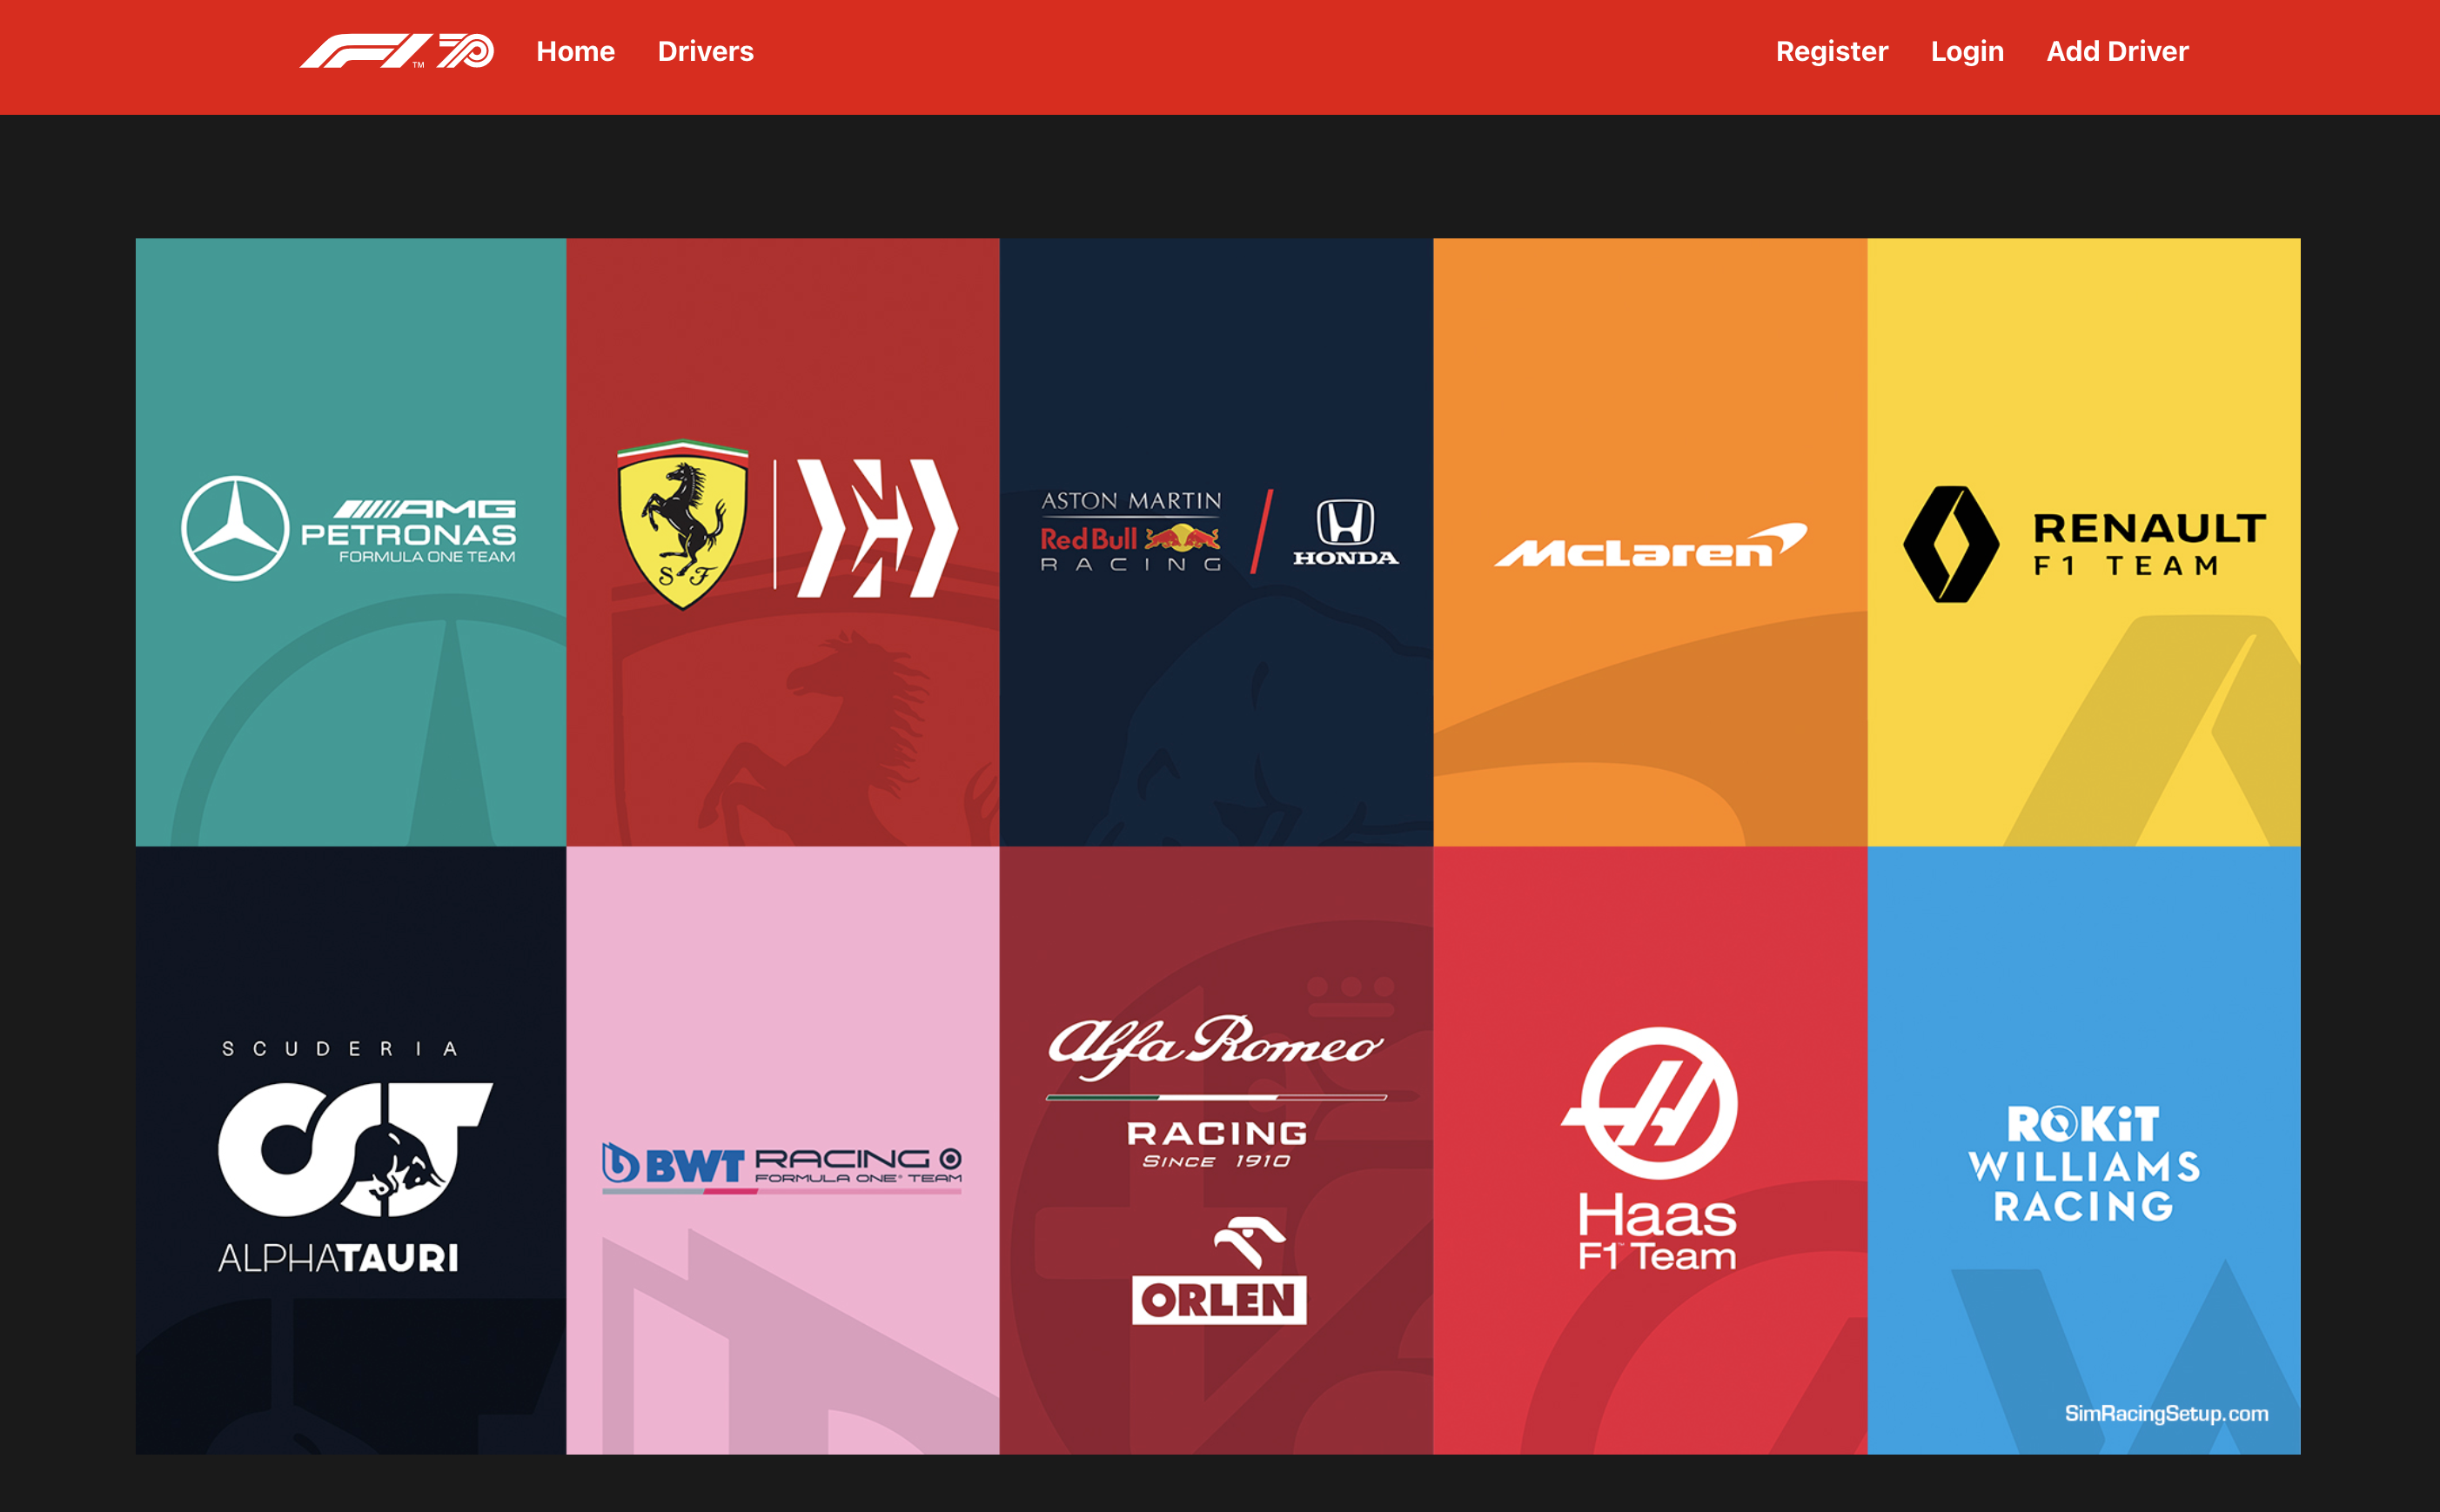 F1 70 Home Drivers Register Login Add Driver
TM
AMG
PETRONAS
FORMULA ONE TEAM
S F
ASTON MARTIN
Red Bull
RACING
HONDA
McLaren
RENAULT
F1 TEAM
SCUDERIA
AT
ALPHATAURI
BWT RACING
FORMULA ONE® TEAM
Alfa Romeo
RACING
SINCE 1910
ORLEN
Haas
F1™ Team
ROKiT
WILLIAMS
RACING
SimRacingSetup.com